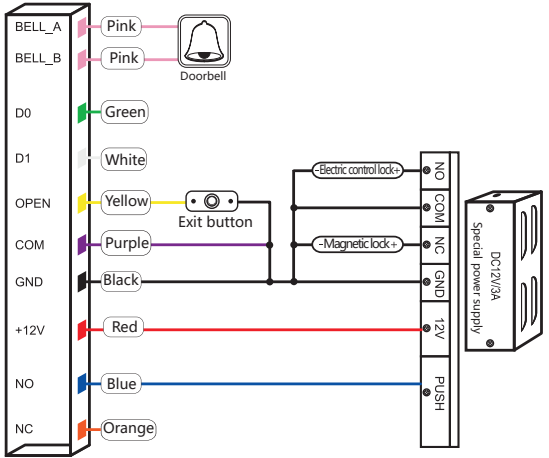 BELL_A
Pink
BELL_B
Pink
Doorbell
D0
Green
D1
White
OPEN
Yellow
Exit button
COM
Purple
GND
Black
+12V
Red
NO
Blue
NC
Orange
-Electric control lock+
-Magnetic lock+
NO
COM
NC
GND
12V
PUSH
DC12V/3A
Special power supply